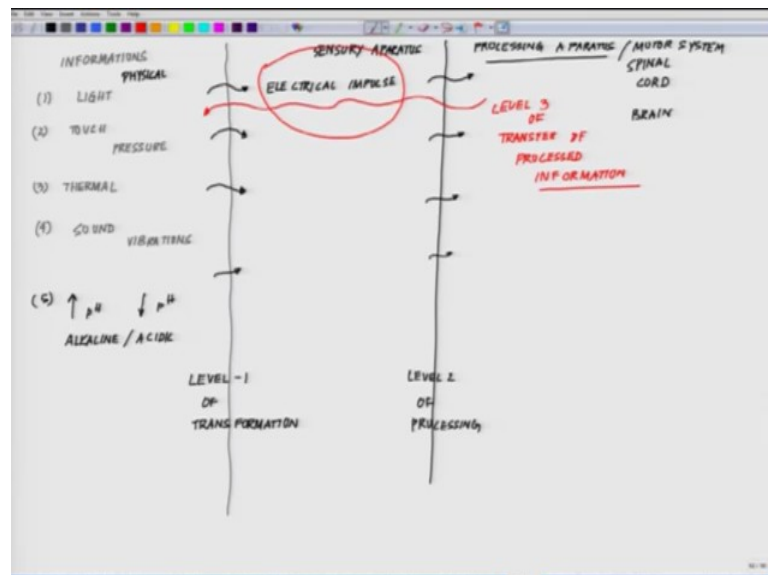 INFORMATIONS
PHYSICAL
(1) LIGHT
(2) TOUCH
PRESSURE
(3) THERMAL
(4) SOUND
VIBRATIONS
(5) ↑ pH ↓ pH
ALKALINE / ACIDIC
LEVEL-1
OF
TRANSFORMATION
SENSURY APARATUS
ELECTRICAL IMPULSE
LEVEL 2
OF
PROCESSING
PROCESSING APARATUS / MOTOR SYSTEM
SPINAL
CORD
BRAIN
LEVEL 3
OF
TRANSFER OF
PROCESSED
INFORMATION